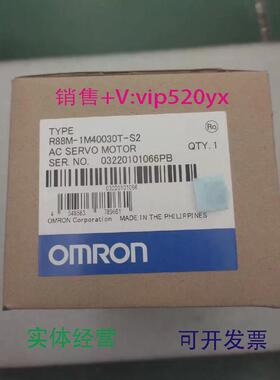 销售+V:vip520yx
TYPE
R88M-1M40030T-S2
AC SERVO MOTOR QTY.1
SER. NO. 03220101066PB
03220101066
OMRON
OMRON Corporation MADE IN THE PHILIPPINES
实体经营 可开发票